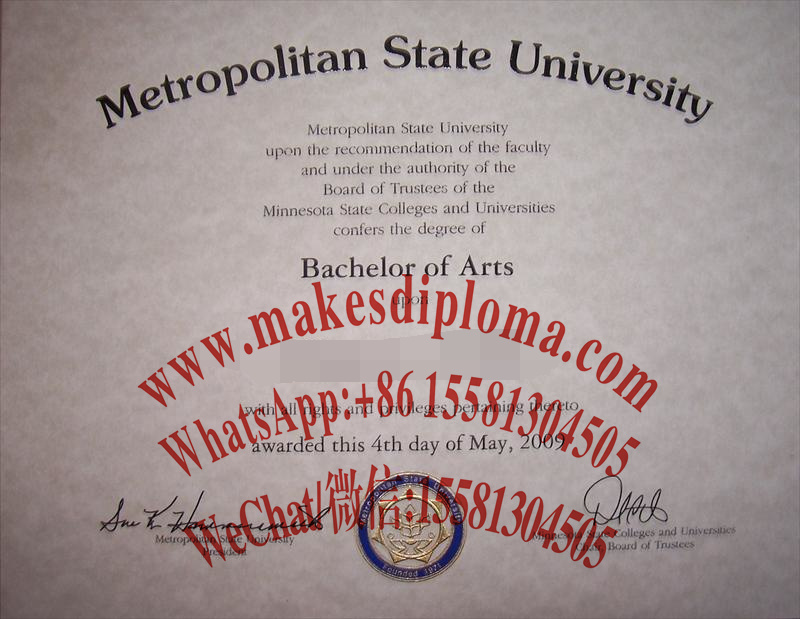 Metropolitan State University
Metropolitan State University
upon the recommendation of the faculty
and under the authority of the
Board of Trustees of the
Minnesota State Colleges and Universities
confers the degree of
Bachelor of Arts
upon
www.makesdiploma.com
with all rights and privileges pertaining thereto
WhatsApp:+86 15581304505
awarded this 4th day of May, 2009
WeChat/微信:15581304505
Metropolitan State University
Founded 1971
Metropolitan State University
President
Minnesota State Colleges and Universities
Chair, Board of Trustees